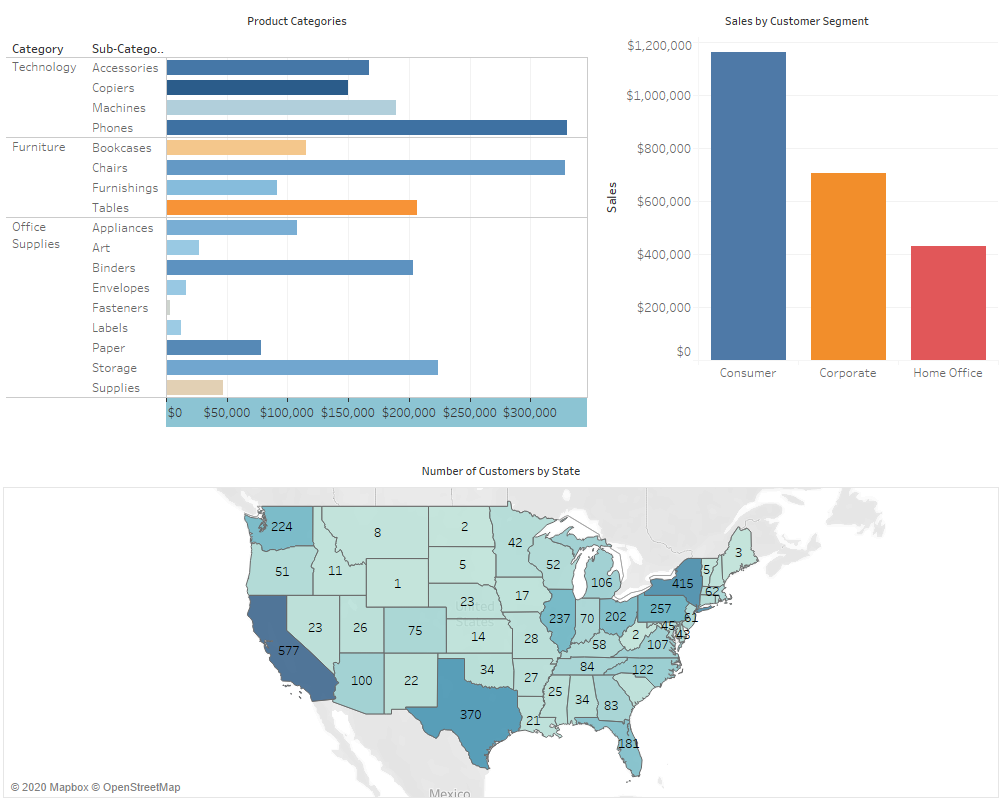 Product Categories
Category Sub-Catego..
Technology Accessories
Copiers
Machines
Phones
Furniture Bookcases
Chairs
Furnishings
Tables
Office Supplies Appliances
Art
Binders
Envelopes
Fasteners
Labels
Paper
Storage
Supplies
$0 $50,000 $100,000 $150,000 $200,000 $250,000 $300,000
Sales by Customer Segment
Sales
$1,200,000
$1,000,000
$800,000
$600,000
$400,000
$200,000
$0
Consumer Corporate Home Office
Number of Customers by State
224 8 2 42 52 106 415 5 3
51 11 1 5 17 62
577 23 26 75 23 237 70 202 257 61
14 28 58 2 107 45 43
100 22 34 27 84 122
370 21 25 34 83 181
United States
Mexico
© 2020 Mapbox © OpenStreetMap